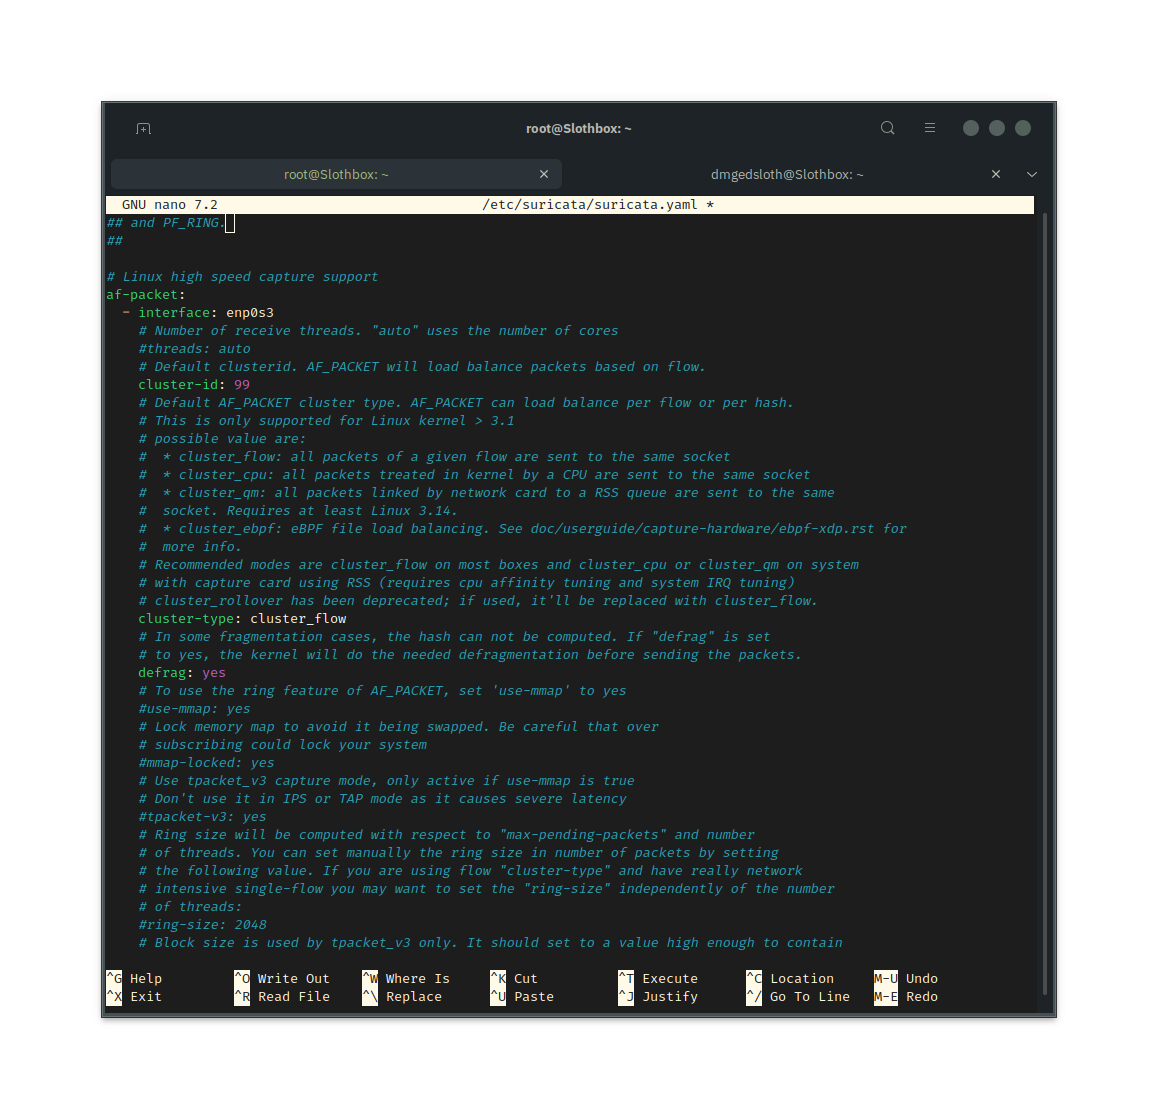 root@Slothbox: ~
root@Slothbox: ~
dmgedsloth@Slothbox: ~
GNU nano 7.2 /etc/suricata/suricata.yaml *
## and PF_RING.
##
# Linux high speed capture support
af-packet:
- interface: enp0s3
# Number of receive threads. "auto" uses the number of cores
#threads: auto
# Default clusterid. AF_PACKET will load balance packets based on flow.
cluster-id: 99
# Default AF_PACKET cluster type. AF_PACKET can load balance per flow or per hash.
# This is only supported for Linux kernel > 3.1
# possible value are:
#  * cluster_flow: all packets of a given flow are sent to the same socket
#  * cluster_cpu: all packets treated in kernel by a CPU are sent to the same socket
#  * cluster_qm: all packets linked by network card to a RSS queue are sent to the same
#  socket. Requires at least Linux 3.14.
#  * cluster_ebpf: eBPF file load balancing. See doc/userguide/capture-hardware/ebpf-xdp.rst for
#  more info.
# Recommended modes are cluster_flow on most boxes and cluster_cpu or cluster_qm on system
# with capture card using RSS (requires cpu affinity tuning and system IRQ tuning)
# cluster_rollover has been deprecated; if used, it'll be replaced with cluster_flow.
cluster-type: cluster_flow
# In some fragmentation cases, the hash can not be computed. If "defrag" is set
# to yes, the kernel will do the needed defragmentation before sending the packets.
defrag: yes
# To use the ring feature of AF_PACKET, set 'use-mmap' to yes
#use-mmap: yes
# Lock memory map to avoid it being swapped. Be careful that over
# subscribing could lock your system
#mmap-locked: yes
# Use tpacket_v3 capture mode, only active if use-mmap is true
# Don't use it in IPS or TAP mode as it causes severe latency
#tpacket-v3: yes
# Ring size will be computed with respect to "max-pending-packets" and number
# of threads. You can set manually the ring size in number of packets by setting
# the following value. If you are using flow "cluster-type" and have really network
# intensive single-flow you may want to set the "ring-size" independently of the number
# of threads:
#ring-size: 2048
# Block size is used by tpacket_v3 only. It should set to a value high enough to contain
^G Help ^O Write Out ^W Where Is ^K Cut ^T Execute ^C Location M-U Undo
^X Exit ^R Read File ^\ Replace ^U Paste ^J Justify ^/ Go To Line M-E Redo